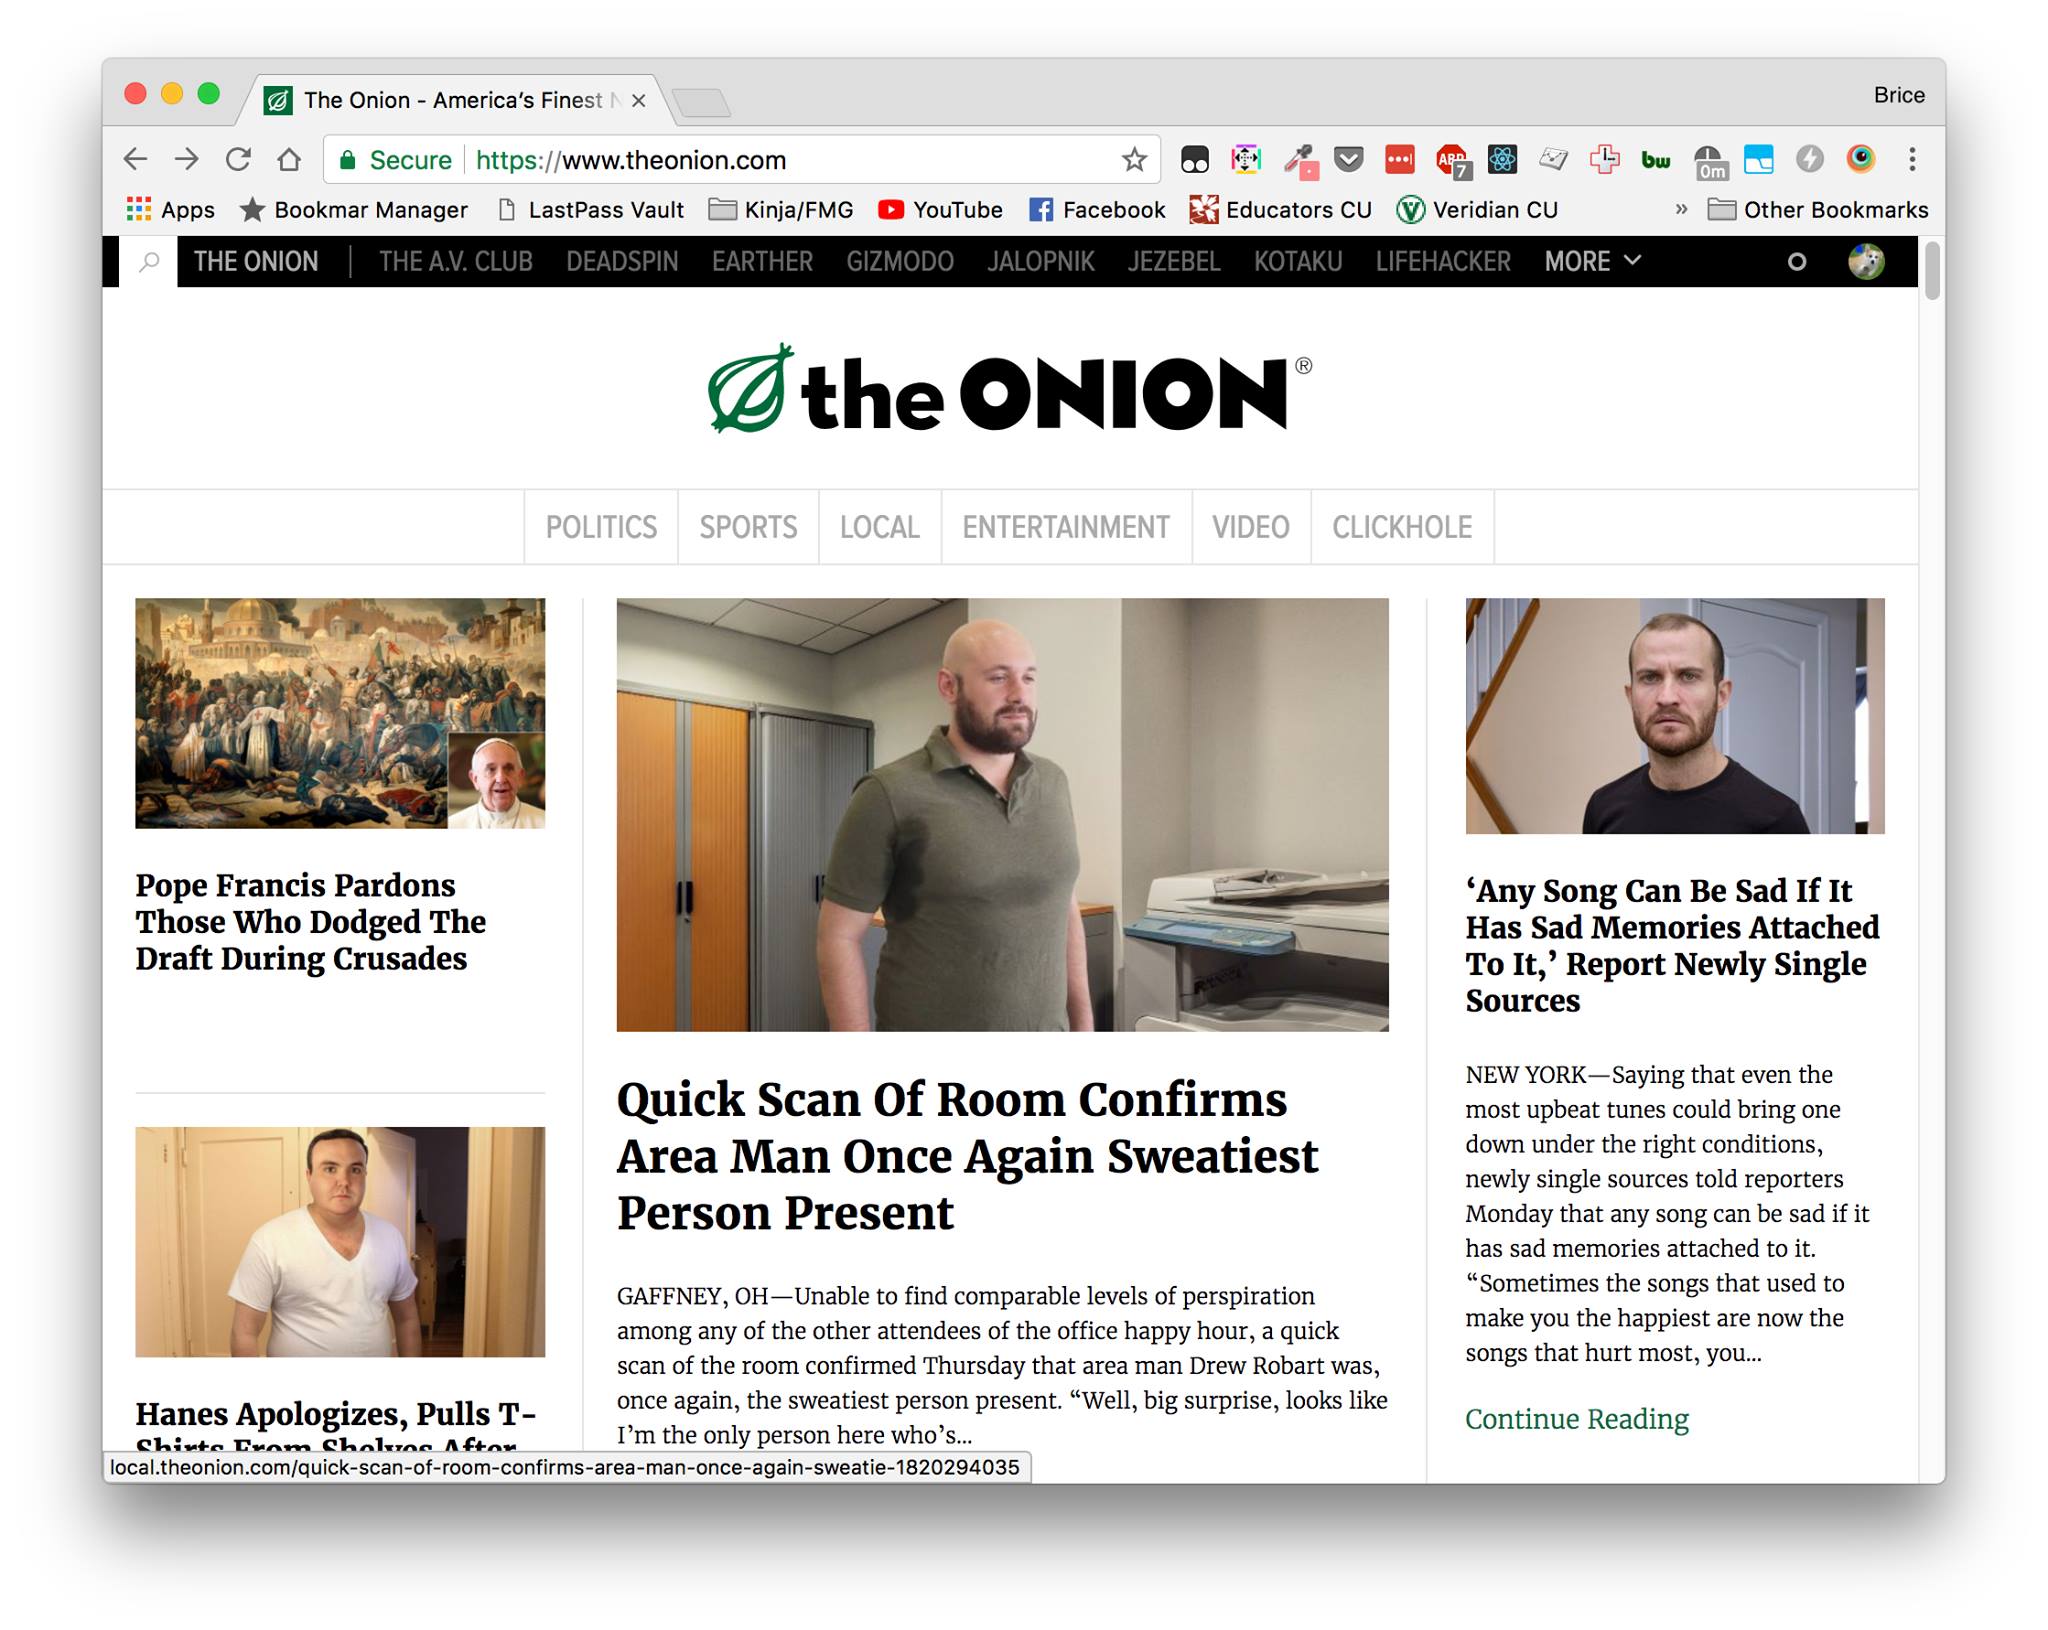 The Onion - America's Finest N
Brice
Secure https://www.theonion.com
ABP 7
bw
0m
Apps Bookmar Manager LastPass Vault Kinja/FMG YouTube Facebook Educators CU Veridian CU » Other Bookmarks
THE ONION THE A.V. CLUB DEADSPIN EARTHER GIZMODO JALOPNIK JEZEBEL KOTAKU LIFEHACKER MORE
the ONION®
POLITICS SPORTS LOCAL ENTERTAINMENT VIDEO CLICKHOLE
Pope Francis Pardons
Those Who Dodged The
Draft During Crusades
Hanes Apologizes, Pulls T-
Shirts From Shelves After
Quick Scan Of Room Confirms
Area Man Once Again Sweatiest
Person Present
GAFFNEY, OH—Unable to find comparable levels of perspiration
among any of the other attendees of the office happy hour, a quick
scan of the room confirmed Thursday that area man Drew Robart was,
once again, the sweatiest person present. “Well, big surprise, looks like
I’m the only person here who’s...
‘Any Song Can Be Sad If It
Has Sad Memories Attached
To It,’ Report Newly Single
Sources
NEW YORK—Saying that even the
most upbeat tunes could bring one
down under the right conditions,
newly single sources told reporters
Monday that any song can be sad if it
has sad memories attached to it.
“Sometimes the songs that used to
make you the happiest are now the
songs that hurt most, you...
Continue Reading
local.theonion.com/quick-scan-of-room-confirms-area-man-once-again-sweatie-1820294035